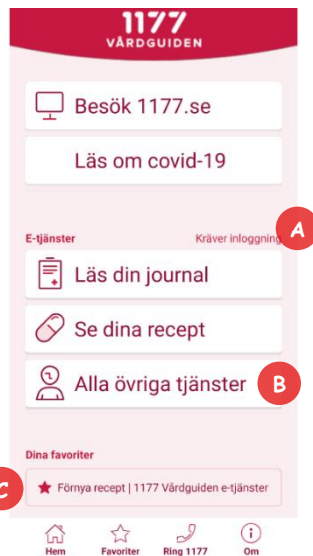 1177
VÅRDGUIDEN
Besök 1177.se
Läs om covid-19
A
E-tjänster Kräver inloggning
Läs din journal
Se dina recept
Alla övriga tjänster B
Dina favoriter
C Förnya recept | 1177 Vårdguiden e-tjänster
Hem Favoriter Ring 1177 Om